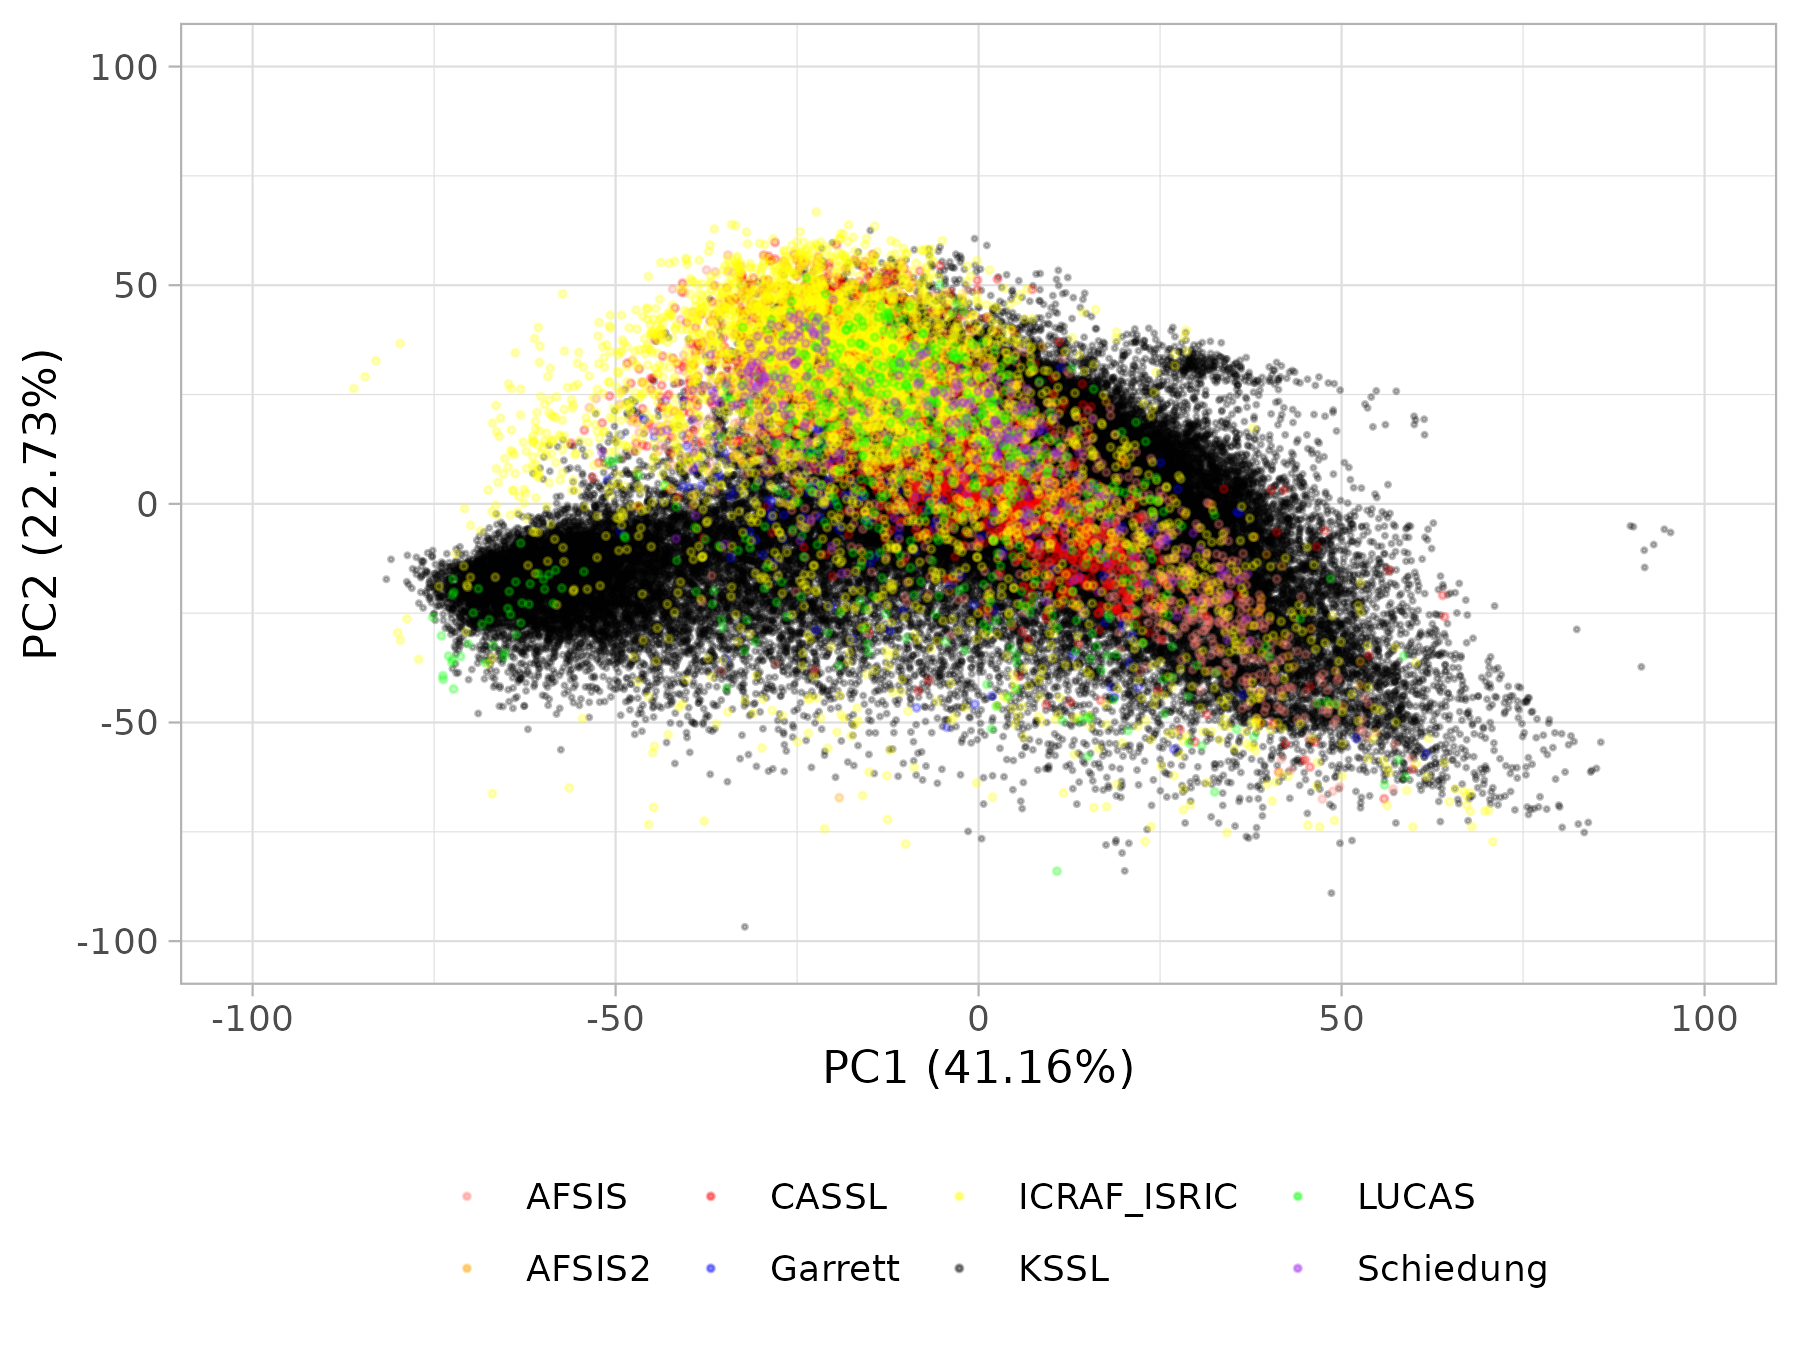 PC2 (22.73%)
100
50
0
-50
-100
-100 -50 0 50 100
PC1 (41.16%)
AFSIS CASSL ICRAF_ISRIC LUCAS
AFSIS2 Garrett KSSL Schiedung